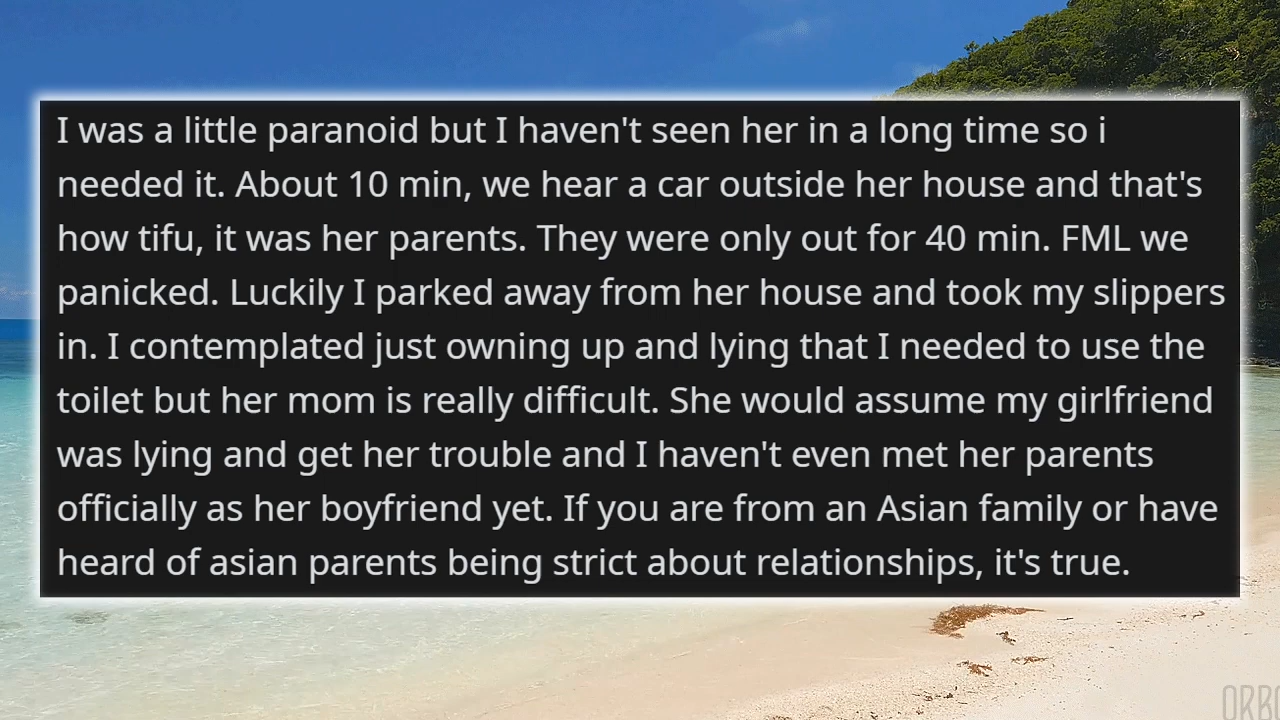 I was a little paranoid but I haven't seen her in a long time so i
needed it. About 10 min, we hear a car outside her house and that's
how tifu, it was her parents. They were only out for 40 min. FML we
panicked. Luckily I parked away from her house and took my slippers
in. I contemplated just owning up and lying that I needed to use the
toilet but her mom is really difficult. She would assume my girlfriend
was lying and get her trouble and I haven't even met her parents
officially as her boyfriend yet. If you are from an Asian family or have
heard of asian parents being strict about relationships, it's true.